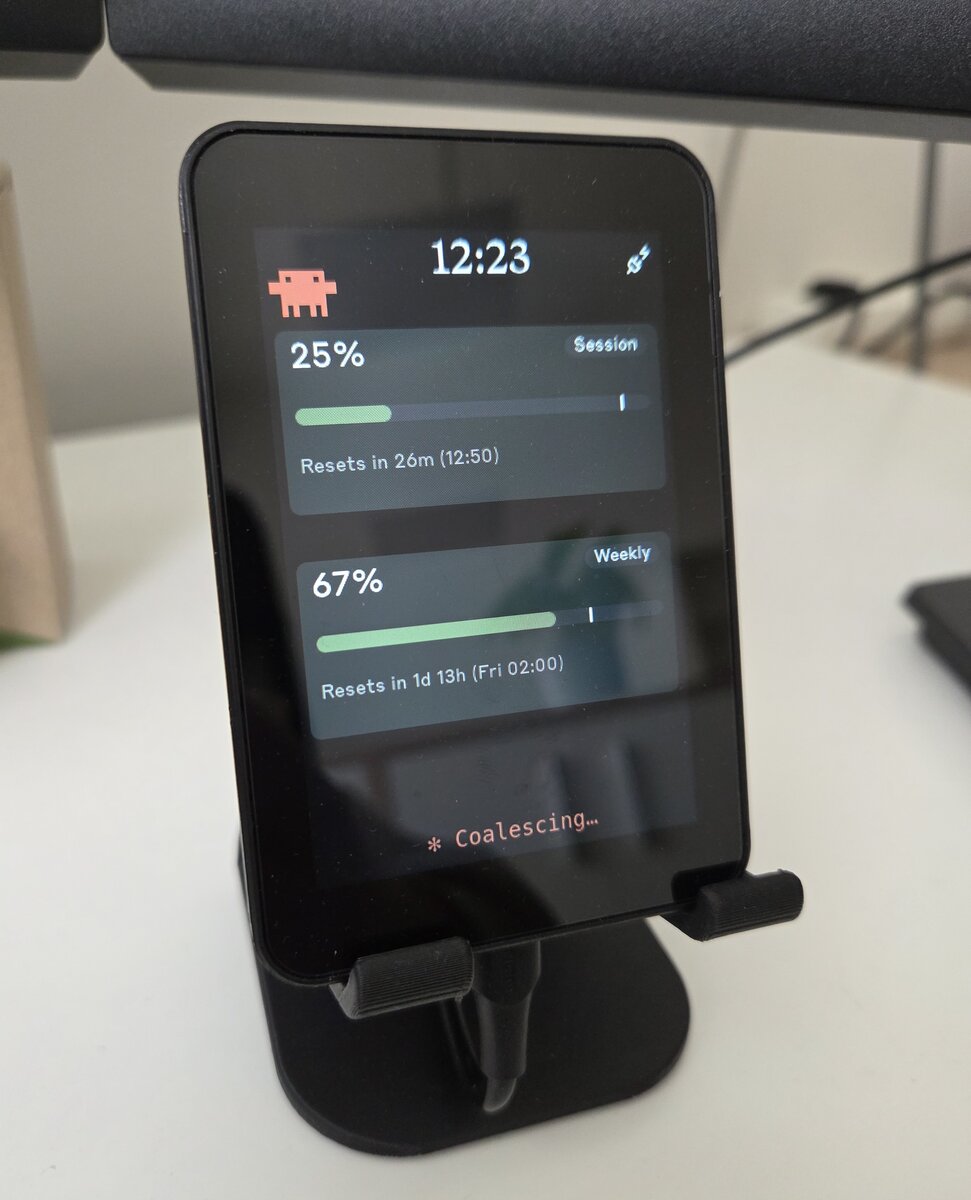 12:23
25%
Session
Resets in 26m (12:50)
67%
Weekly
Resets in 1d 13h (Fri 02:00)
* Coalescing…